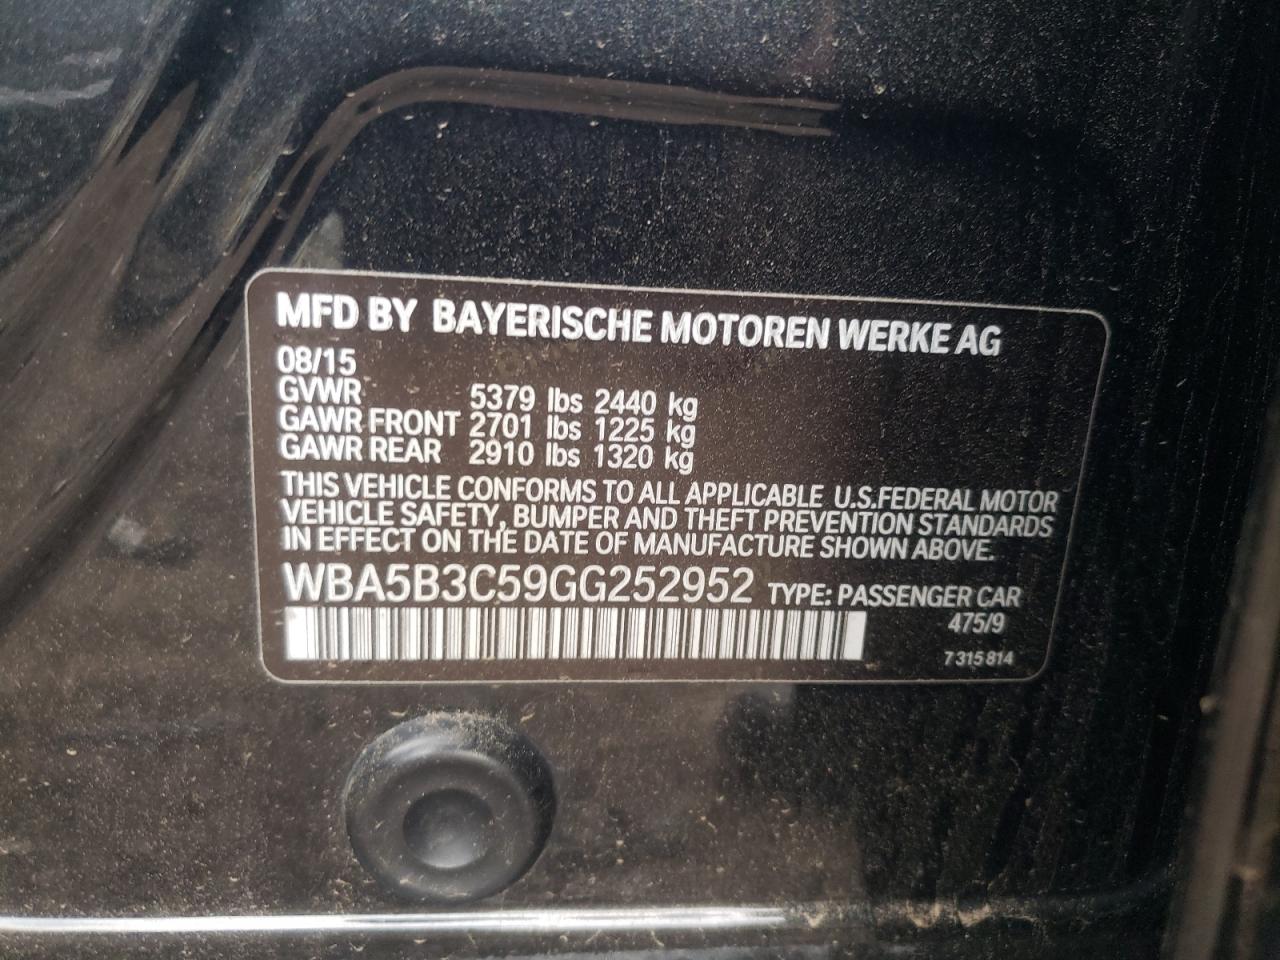 MFD BY BAYERISCHE MOTOREN WERKE AG
08/15
GVWR 5379 lbs 2440 kg
GAWR FRONT 2701 lbs 1225 kg
GAWR REAR 2910 lbs 1320 kg
THIS VEHICLE CONFORMS TO ALL APPLICABLE U.S.FEDERAL MOTOR
VEHICLE SAFETY, BUMPER AND THEFT PREVENTION STANDARDS
IN EFFECT ON THE DATE OF MANUFACTURE SHOWN ABOVE.
WBA5B3C59GG252952 TYPE: PASSENGER CAR
475/9
7 315 814